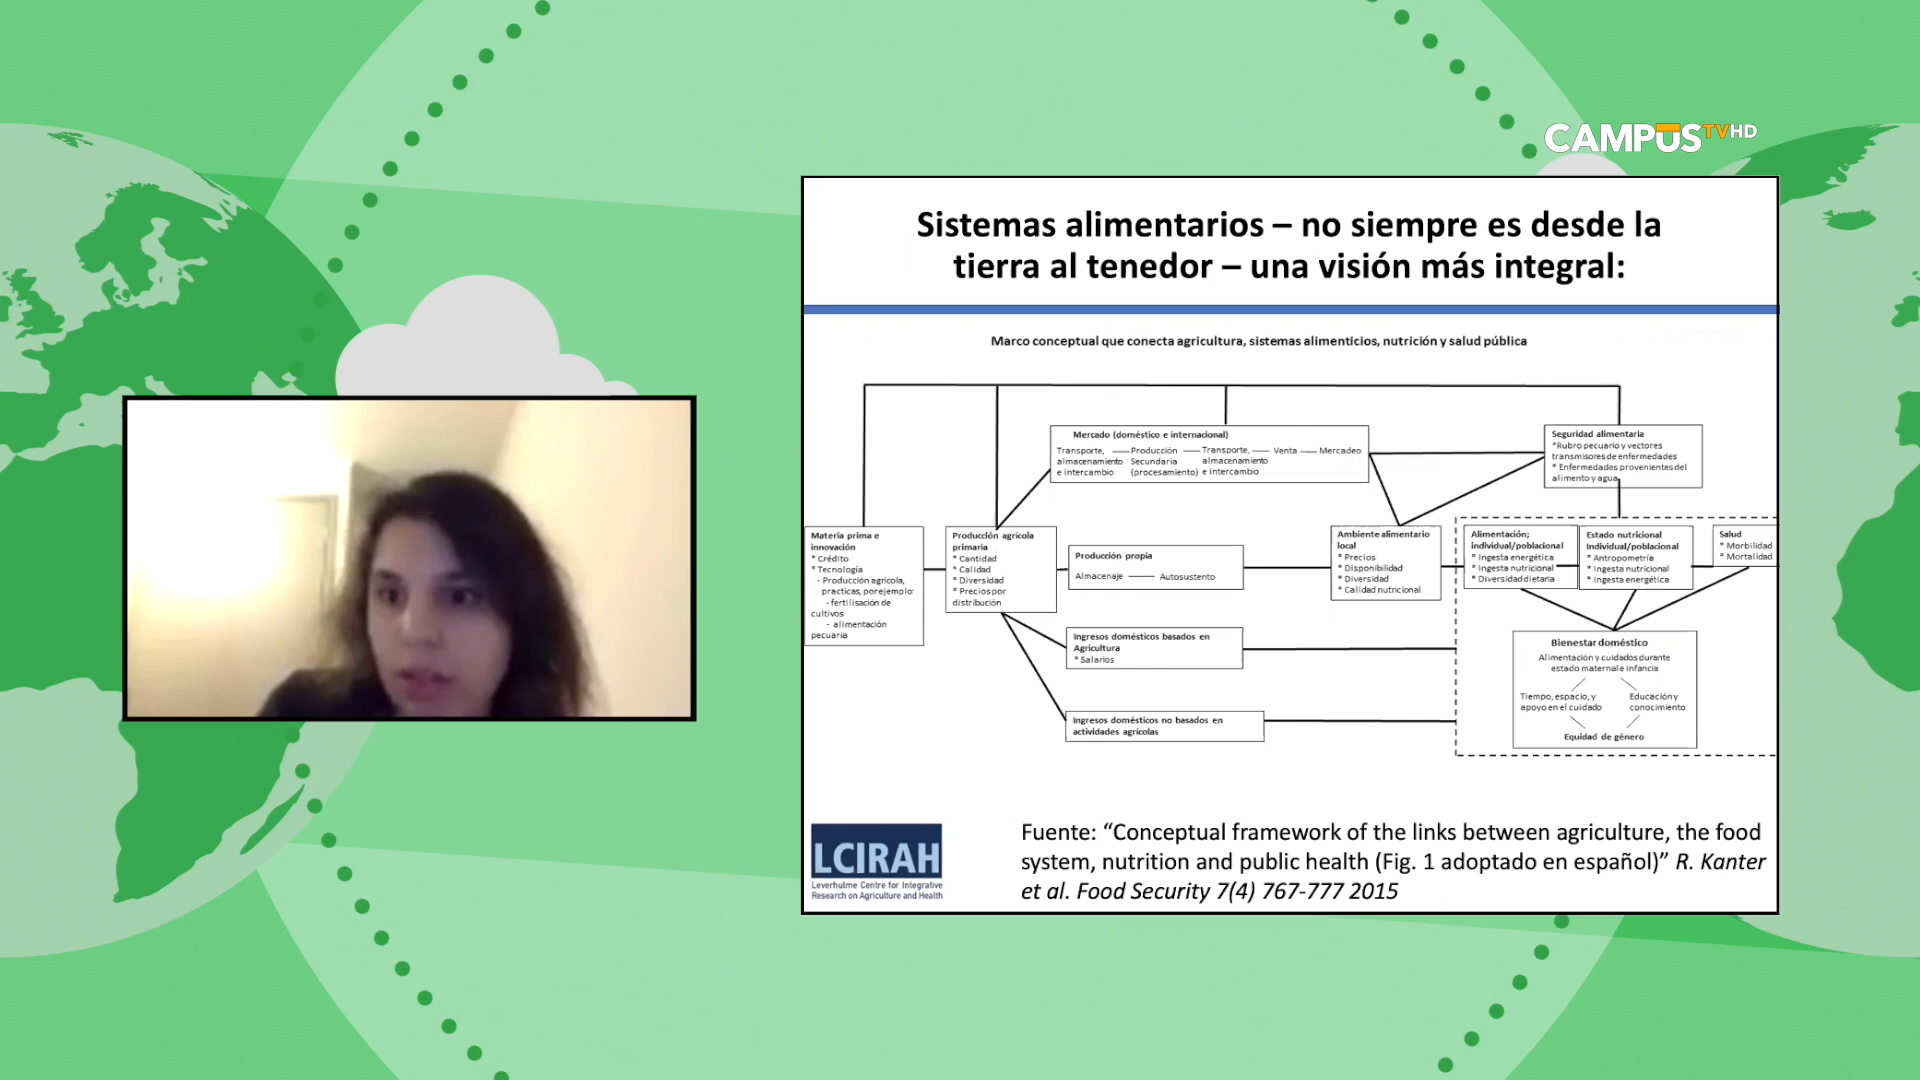 CAMPUSTVHD
Sistemas alimentarios – no siempre es desde la
tierra al tenedor – una visión más integral:
Marco conceptual que conecta agricultura, sistemas alimenticios, nutrición y salud pública
Mercado (doméstico e internacional)
Transporte, Producción Transporte, Venta Mercadeo
almacenamiento Secundaria almacenamiento
e intercambio (procesamiento) e intercambio
Seguridad alimentaria
*Rubro pecuario y vectores
transmisores de enfermedades
* Enfermedades provenientes del
alimento y agua
Materia prima e
innovación
* Crédito
* Tecnología
- Producción agrícola,
practicas, por ejemplo:
- fertilisación de
cultivos
- alimentación
pecuaria
Producción agrícola
primaria
* Cantidad
* Calidad
* Diversidad
* Precios por
distribución
Producción propia
Almacenaje Autosustento
Ambiente alimentario
local
* Precios
* Disponibilidad
* Diversidad
* Calidad nutricional
Alimentación;
individual/poblacional
* Ingesta energética
* Ingesta nutricional
* Diversidad dietaria
Estado nutricional
Individual/poblacional
* Antropometría
* Ingesta nutricional
* Ingesta energética
Salud
* Morbilidad
* Mortalidad
Ingresos domésticos basados en
Agricultura
* Salarios
Ingresos domésticos no basados en
actividades agrícolas
Bienestar doméstico
Alimentación y cuidados durante
estado maternal e infancia
Tiempo, espacio, y
apoyo en el cuidado
Educación y
conocimiento
Equidad de género
LCIRAH
Leverhulme Centre for Integrative
Research on Agriculture and Health
Fuente: “Conceptual framework of the links between agriculture, the food
system, nutrition and public health (Fig. 1 adoptado en español)” R. Kanter
et al. Food Security 7(4) 767-777 2015